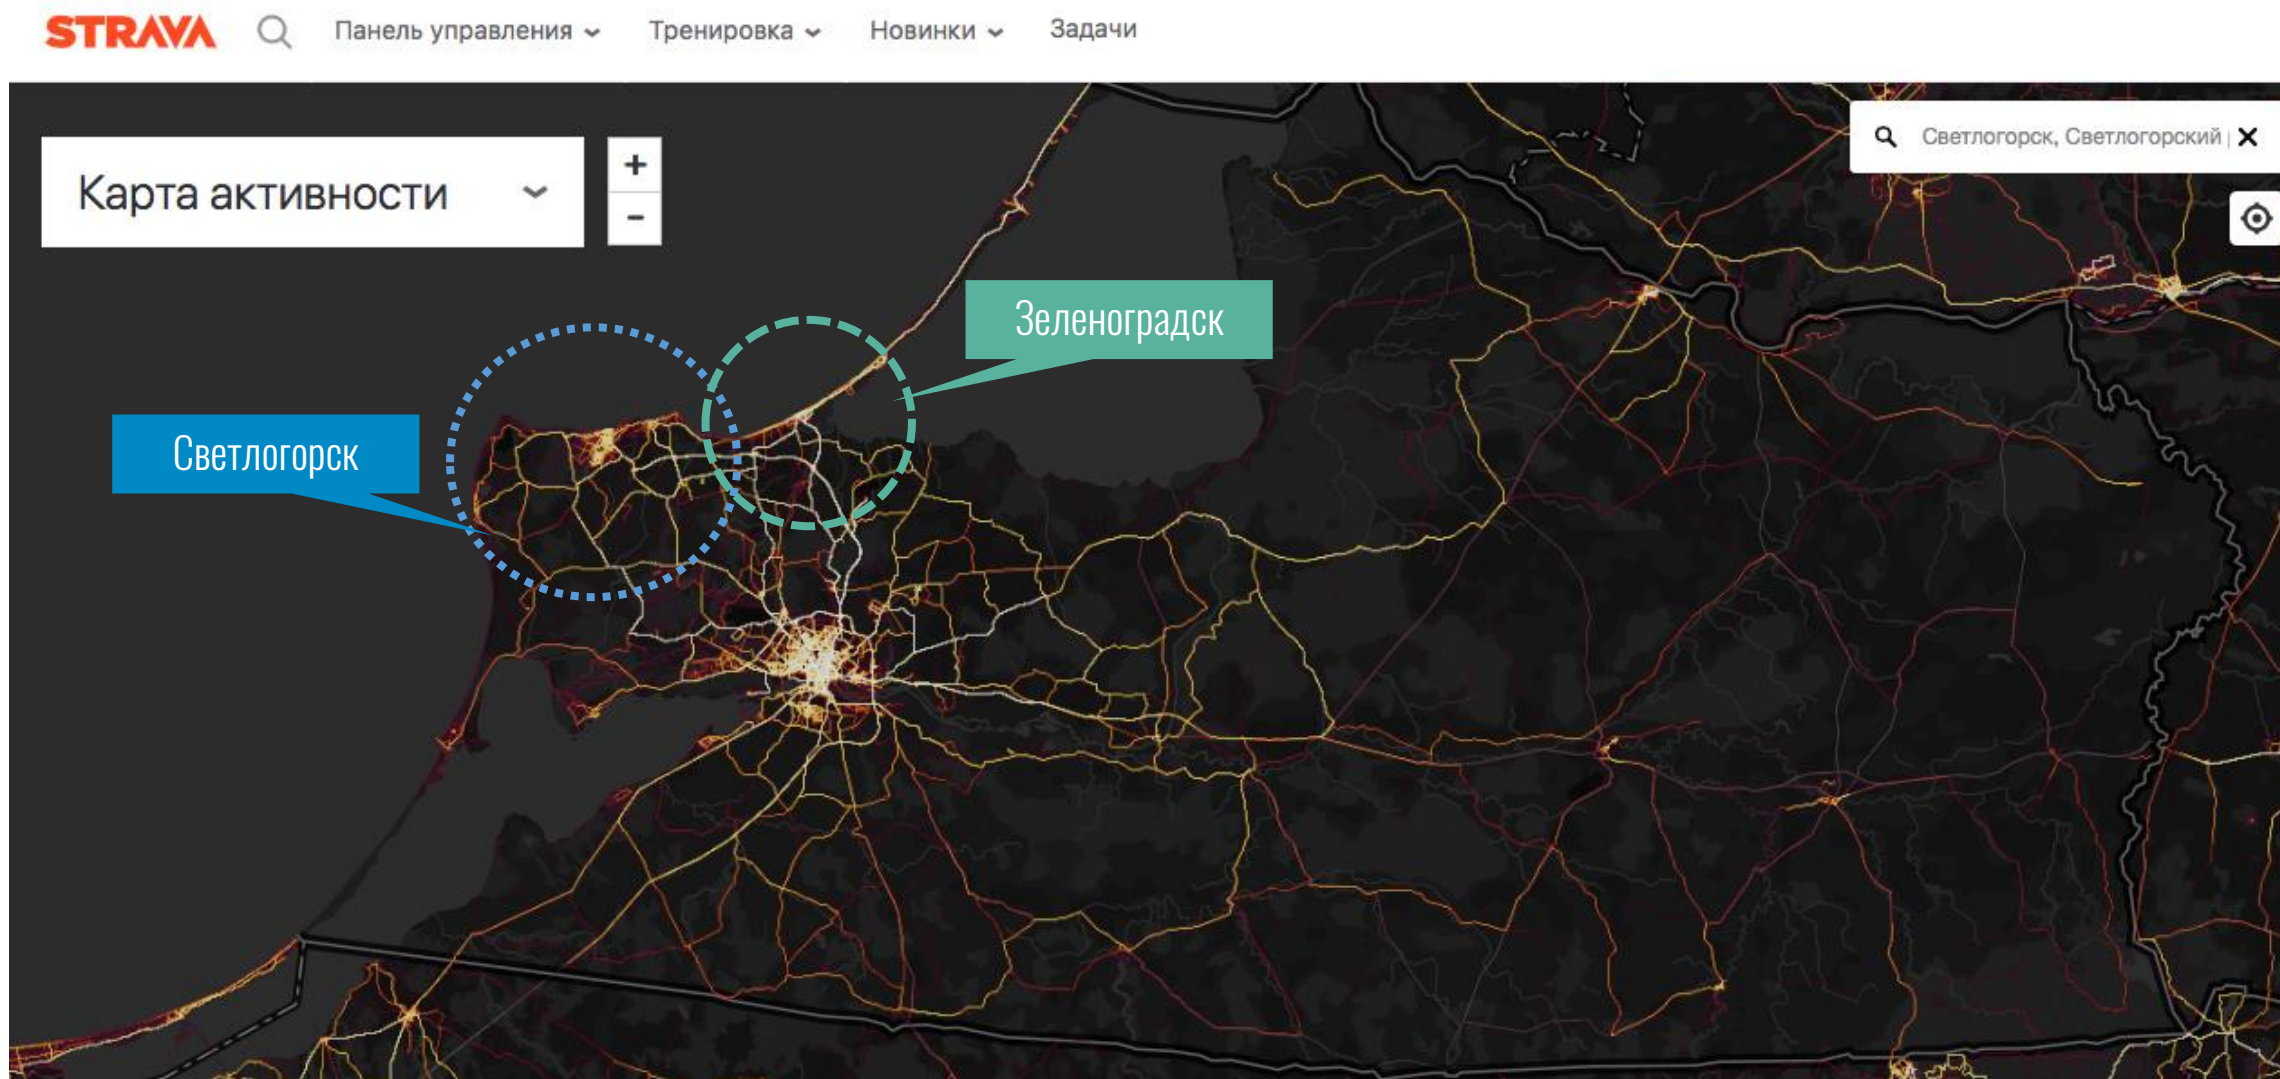 STRAVA Панель управления Тренировка Новинки Задачи
Карта активности
+
-
Светлогорск, Светлогорский
Зеленоградск
Светлогорск